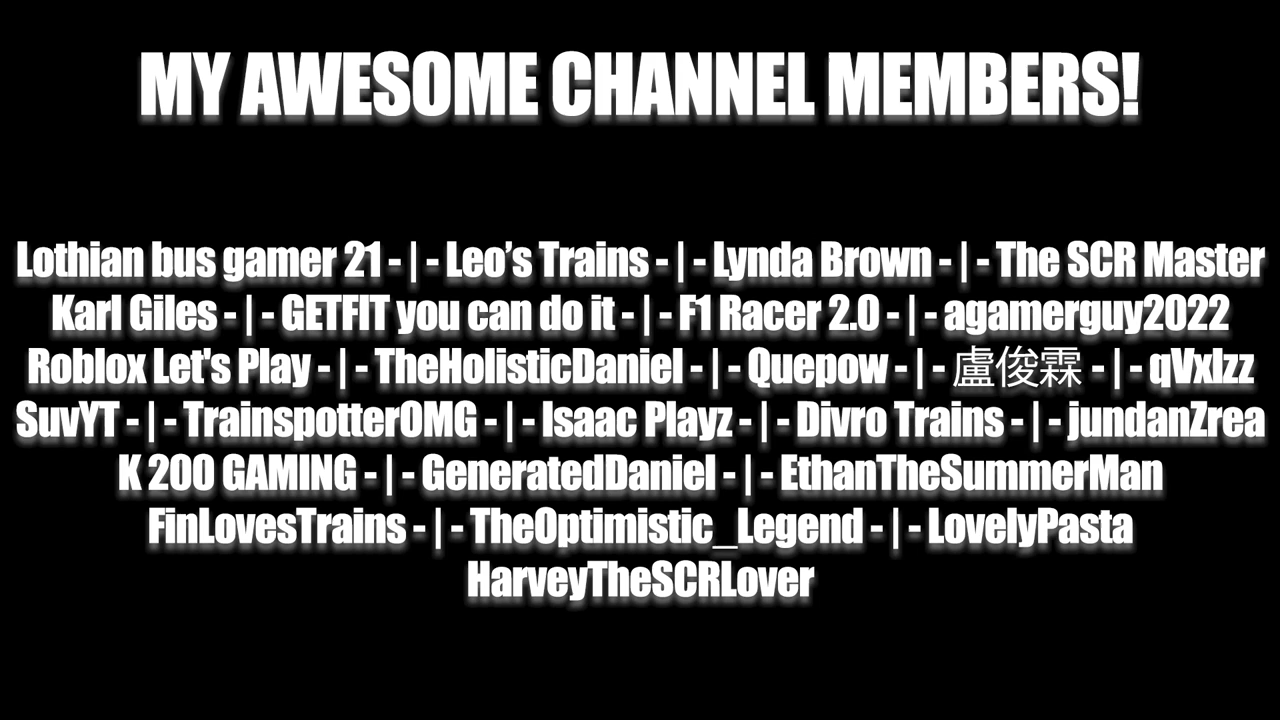 MY AWESOME CHANNEL MEMBERS!
Lothian bus gamer 21 - | - Leo’s Trains - | - Lynda Brown - | - The SCR Master
Karl Giles - | - GETFIT you can do it - | - F1 Racer 2.0 - | - agamerguy2022
Roblox Let's Play - | - TheHolisticDaniel - | - Quepow - | - 盧俊霖 - | - qVxlzz
SuvYT - | - TrainspotterOMG - | - Isaac Playz - | - Divro Trains - | - jundanZrea
K 200 GAMING - | - GeneratedDaniel - | - EthanTheSummerMan
FinLovesTrains - | - TheOptimistic_Legend - | - LovelyPasta
HarveyTheSCRLover